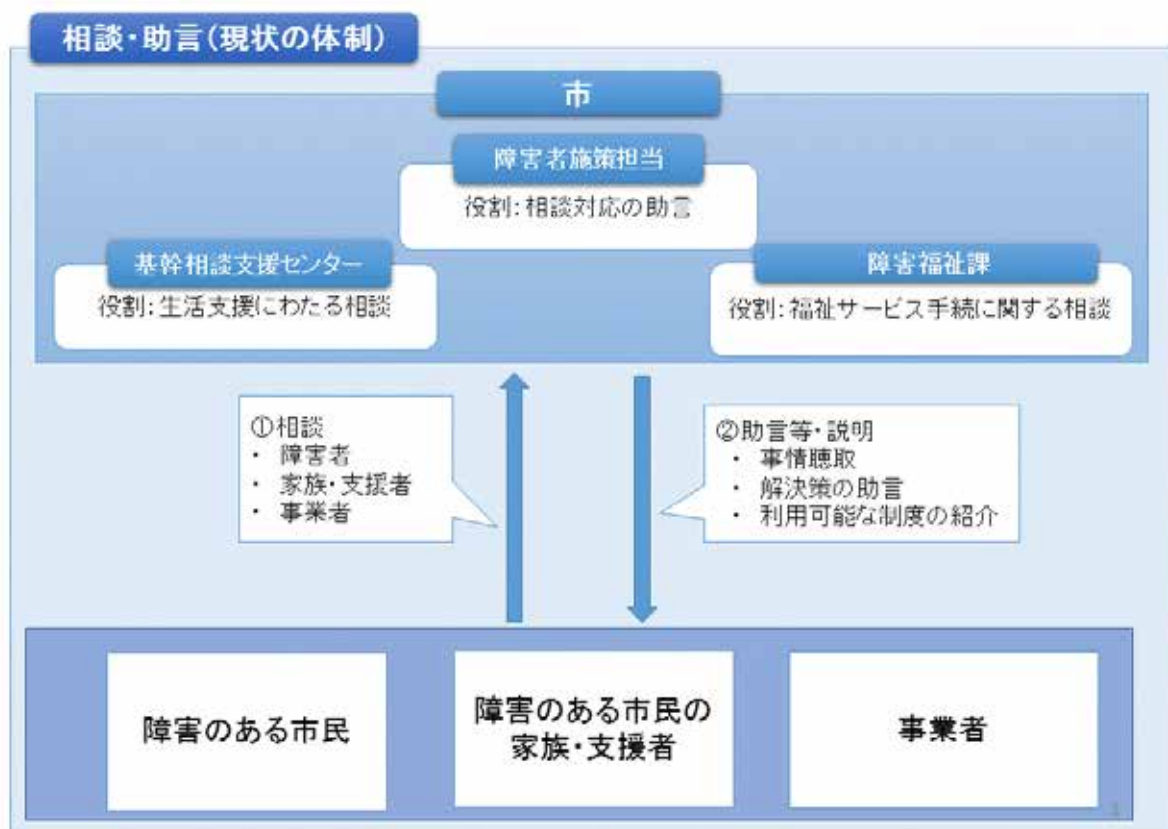 相談・助言(現状の体制)
市
障害者施策担当
役割:相談対応の助言
基幹相談支援センター
役割:生活支援にわたる相談
障害福祉課
役割:福祉サービス手続に関する相談
①相談
・ 障害者
・ 家族・支援者
・ 事業者
②助言等・説明
・ 事情聴取
・ 解決策の助言
・ 利用可能な制度の紹介
障害のある市民
障害のある市民の
家族・支援者
事業者